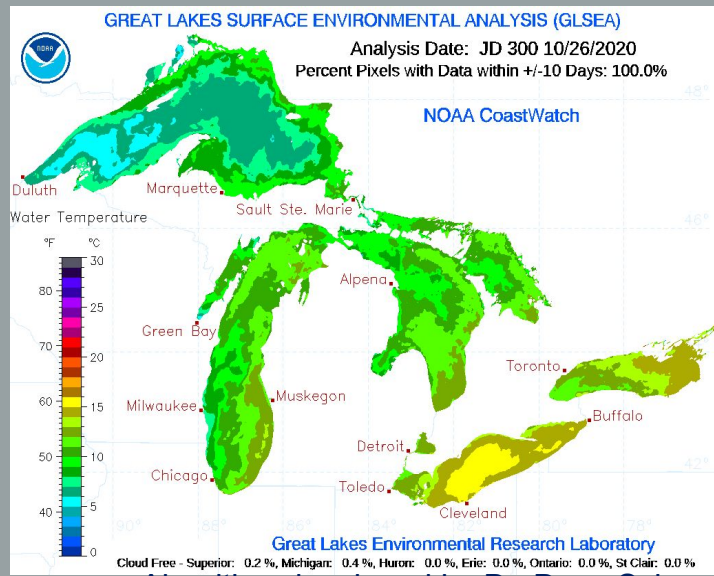 GREAT LAKES SURFACE ENVIRONMENTAL ANALYSIS (GLSEA)
NOAA
Analysis Date: JD 300 10/26/2020
Percent Pixels with Data within +/-10 Days: 100.0%
48°
NOAA CoastWatch
Duluth
Marquette
Sault Ste. Marie
Water Temperature
46°
°F °C
30
80
25
70
20
60
15
50
10
40
5
0
Alpena
Green Bay
Toronto
Muskegon
Milwaukee
Buffalo
Detroit
Chicago
Toledo
42°
Cleveland
90° 88° 86° 84° 82° 80° 78°
Great Lakes Environmental Research Laboratory
Cloud Free - Superior: 0.2 %, Michigan: 0.4 %, Huron: 0.0 %, Erie: 0.0 %, Ontario: 0.0 %, St Clair: 0.0 %